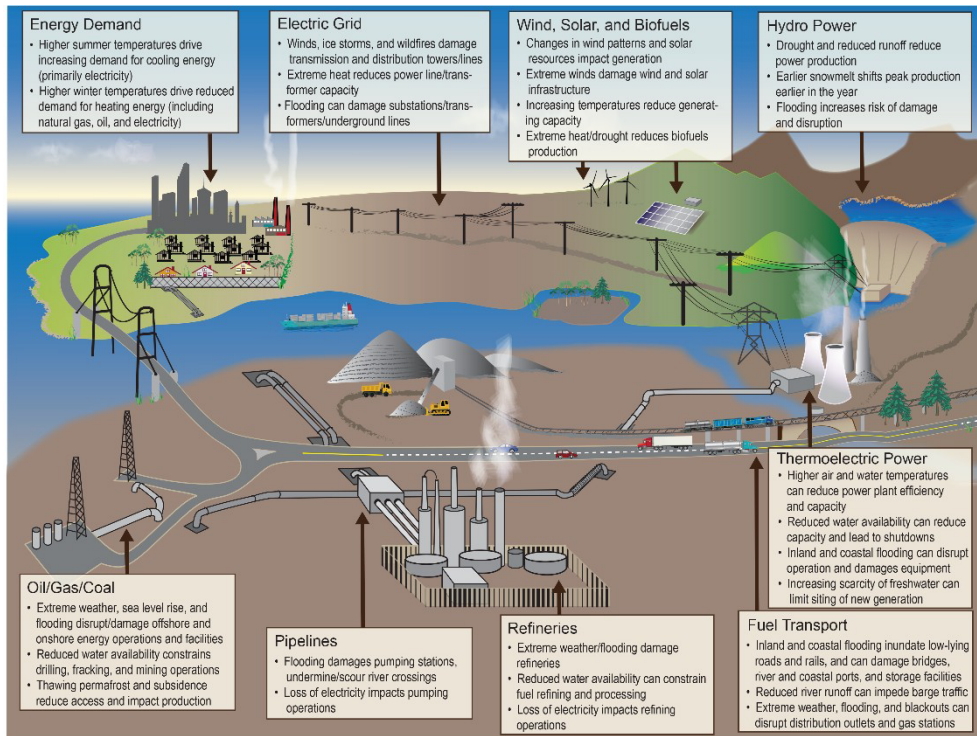 Energy Demand
• Higher summer temperatures drive
increasing demand for cooling energy
(primarily electricity)
• Higher winter temperatures drive reduced
demand for heating energy (including
natural gas, oil, and electricity)
Electric Grid
• Winds, ice storms, and wildfires damage
transmission and distribution towers/lines
• Extreme heat reduces power line/trans-
former capacity
• Flooding can damage substations/trans-
formers/underground lines
Wind, Solar, and Biofuels
• Changes in wind patterns and solar
resources impact generation
• Extreme winds damage wind and solar
infrastructure
• Increasing temperatures reduce generat-
ing capacity
• Extreme heat/drought reduces biofuels
production
Hydro Power
• Drought and reduced runoff reduce
power production
• Earlier snowmelt shifts peak production
earlier in the year
• Flooding increases risk of damage
and disruption
Oil/Gas/Coal
• Extreme weather, sea level rise, and
flooding disrupt/damage offshore and
onshore energy operations and facilities
• Reduced water availability constrains
drilling, fracking, and mining operations
• Thawing permafrost and subsidence
reduce access and impact production
Pipelines
• Flooding damages pumping stations,
undermine/scour river crossings
• Loss of electricity impacts pumping
operations
Refineries
• Extreme weather/flooding damage
refineries
• Reduced water availability can constrain
fuel refining and processing
• Loss of electricity impacts refining
operations
Thermoelectric Power
• Higher air and water temperatures
can reduce power plant efficiency
and capacity
• Reduced water availability can reduce
capacity and lead to shutdowns
• Inland and coastal flooding can disrupt
operation and damages equipment
• Increasing scarcity of freshwater can
limit siting of new generation
Fuel Transport
• Inland and coastal flooding inundate low-lying
roads and rails, and can damage bridges,
river and coastal ports, and storage facilities
• Reduced river runoff can impede barge traffic
• Extreme weather, flooding, and blackouts can
disrupt distribution outlets and gas stations